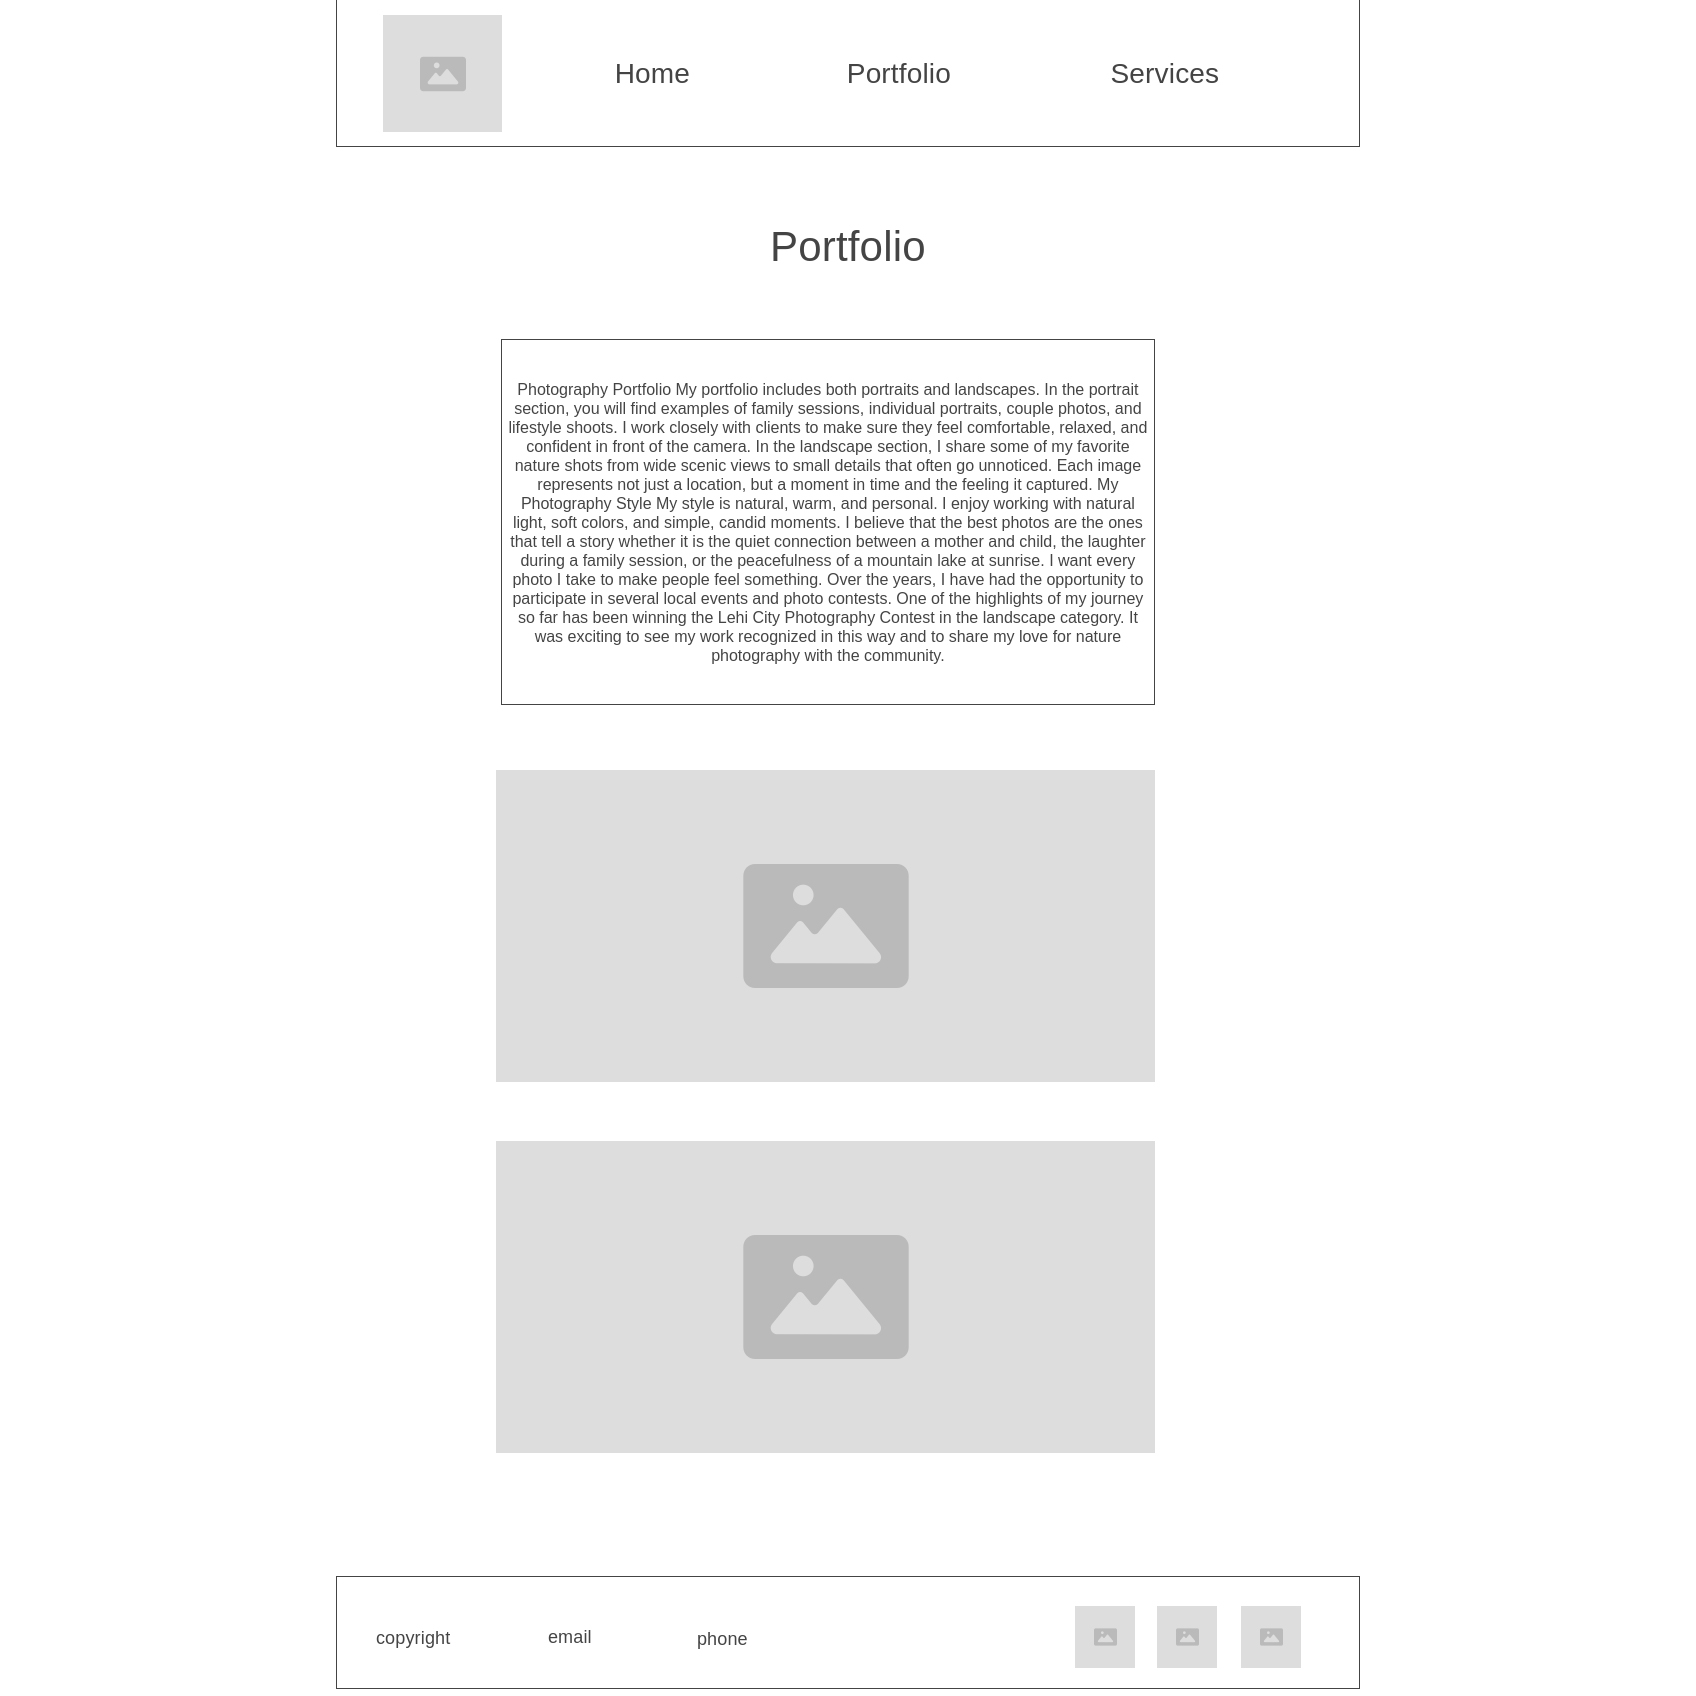 Home
Portfolio
Services
Portfolio
Photography Portfolio My portfolio includes both portraits and landscapes. In the portrait
section, you will find examples of family sessions, individual portraits, couple photos, and
lifestyle shoots. I work closely with clients to make sure they feel comfortable, relaxed, and
confident in front of the camera. In the landscape section, I share some of my favorite
nature shots from wide scenic views to small details that often go unnoticed. Each image
represents not just a location, but a moment in time and the feeling it captured. My
Photography Style My style is natural, warm, and personal. I enjoy working with natural
light, soft colors, and simple, candid moments. I believe that the best photos are the ones
that tell a story whether it is the quiet connection between a mother and child, the laughter
during a family session, or the peacefulness of a mountain lake at sunrise. I want every
photo I take to make people feel something. Over the years, I have had the opportunity to
participate in several local events and photo contests. One of the highlights of my journey
so far has been winning the Lehi City Photography Contest in the landscape category. It
was exciting to see my work recognized in this way and to share my love for nature
photography with the community.
copyright
email
phone